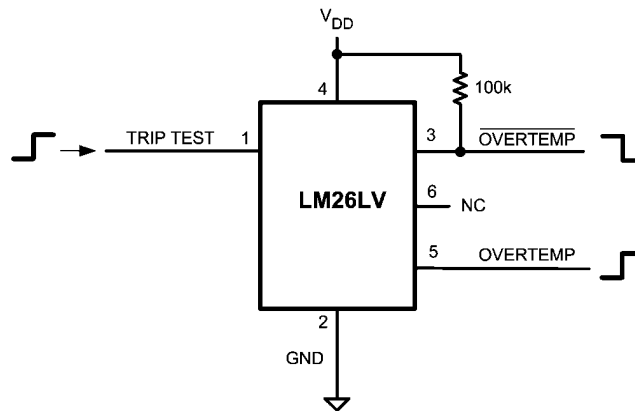 VDD
4
100k
TRIP TEST 1
3 OVERTEMP
LM26LV
6 NC
5 OVERTEMP
2
GND